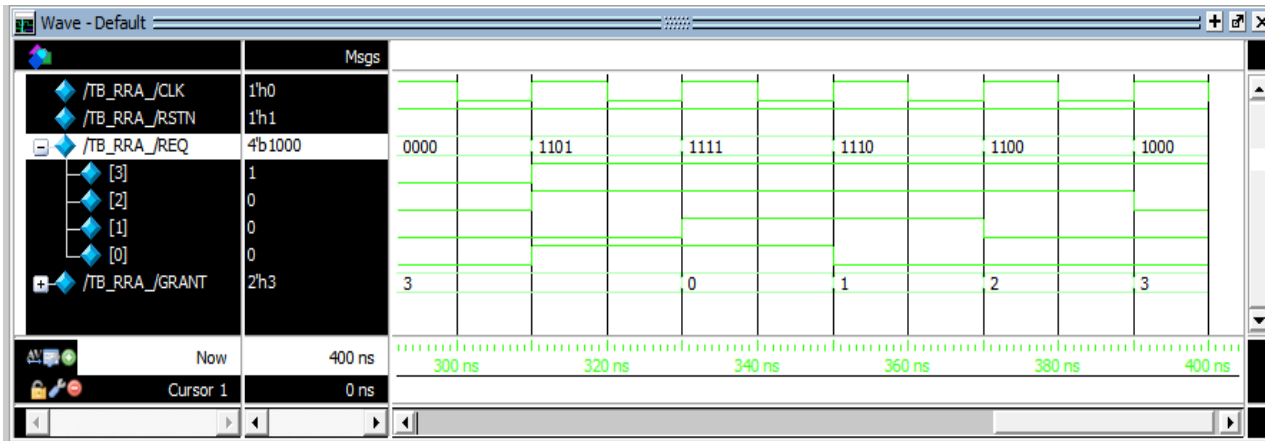 Wave - Default
Msgs
/TB_RRA_/CLK 1'h0
/TB_RRA_/RSTN 1'h1
/TB_RRA_/REQ 4'b1000 0000 1101 1111 1110 1100 1000
[3] 1
[2] 0
[1] 0
[0] 0
/TB_RRA_/GRANT 2'h3 3 0 1 2 3
Now 400 ns 300 ns 320 ns 340 ns 360 ns 380 ns 400 ns
Cursor 1 0 ns